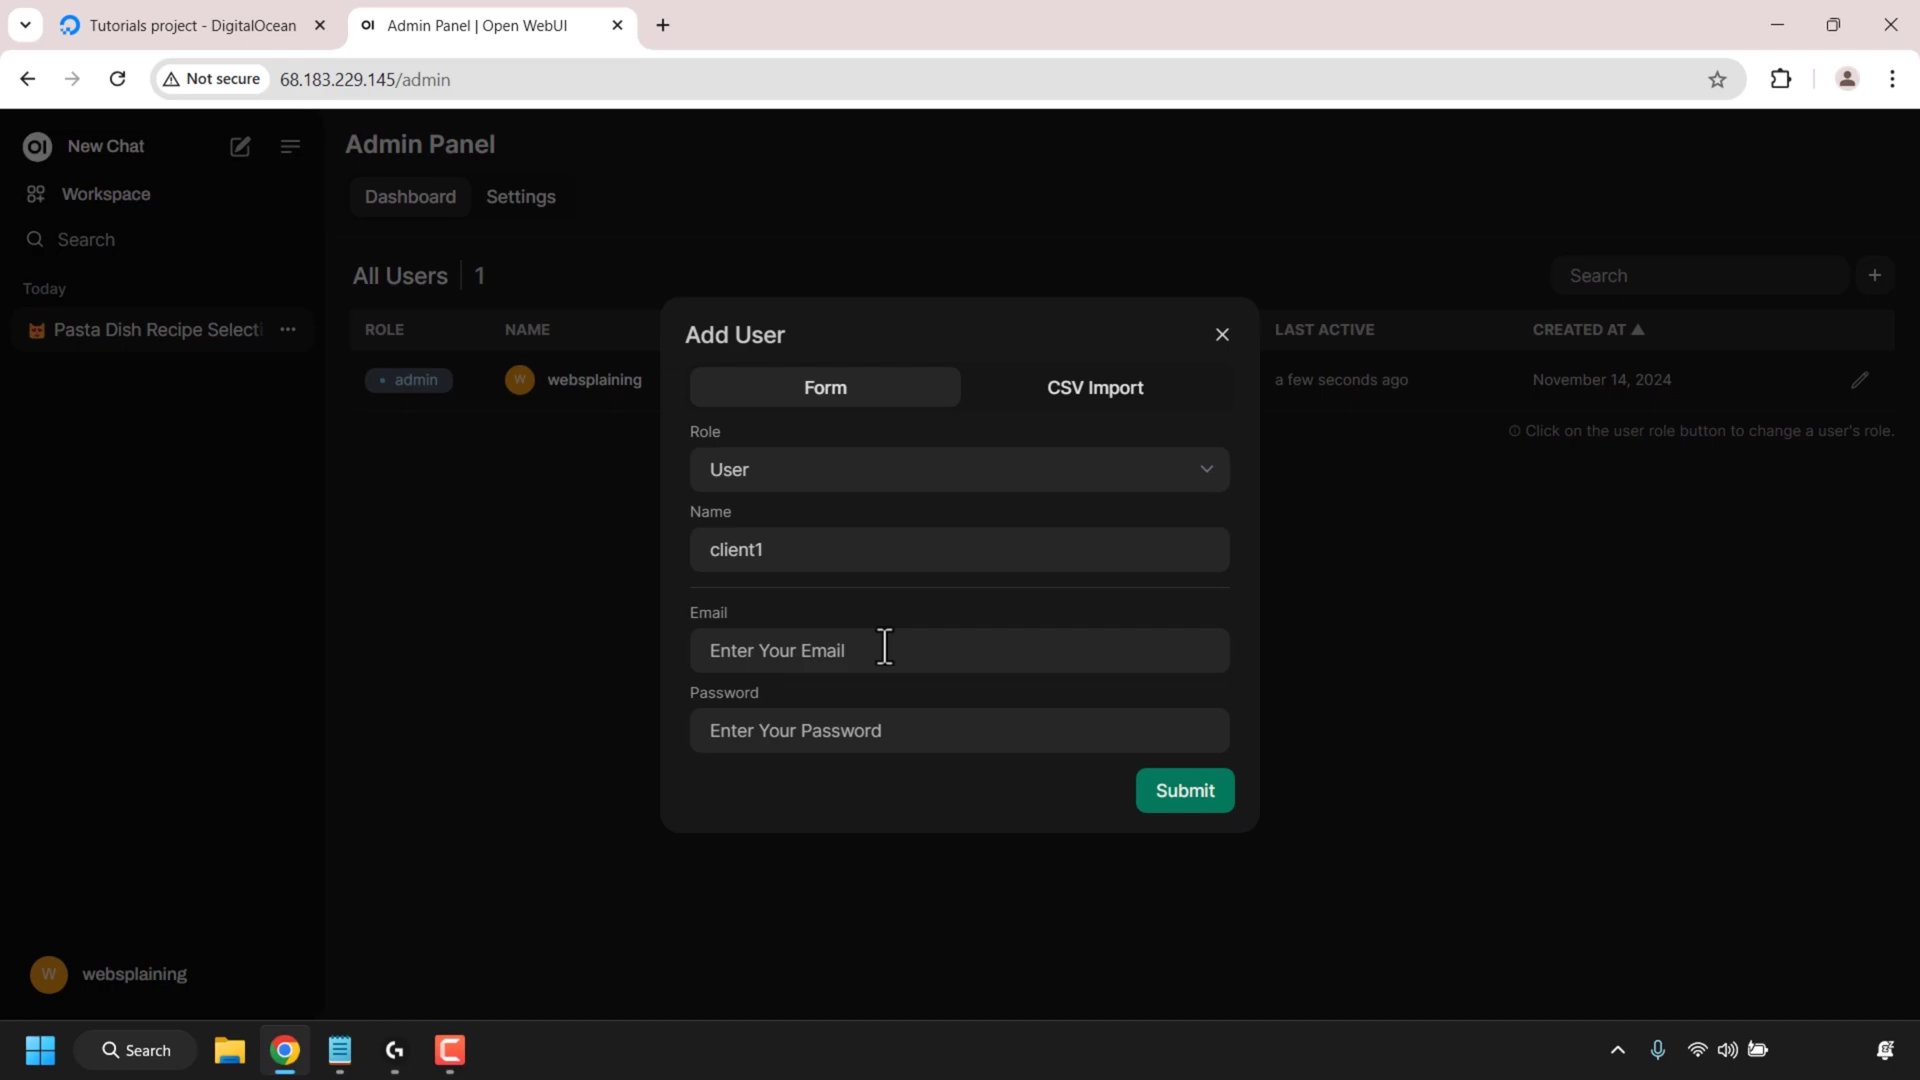 Tutorials project - DigitalOcean
OI Admin Panel | Open WebUI
Not secure 68.183.229.145/admin
OI New Chat
Workspace
Search
Today
Pasta Dish Recipe Selecti
Admin Panel
Dashboard Settings
All Users 1
Search
ROLE NAME LAST ACTIVE CREATED AT
admin W websplaining a few seconds ago November 14, 2024
Click on the user role button to change a user's role.
Add User
Form CSV Import
Role
User
Name
client1
Email
Enter Your Email
Password
Enter Your Password
Submit
W websplaining
Search